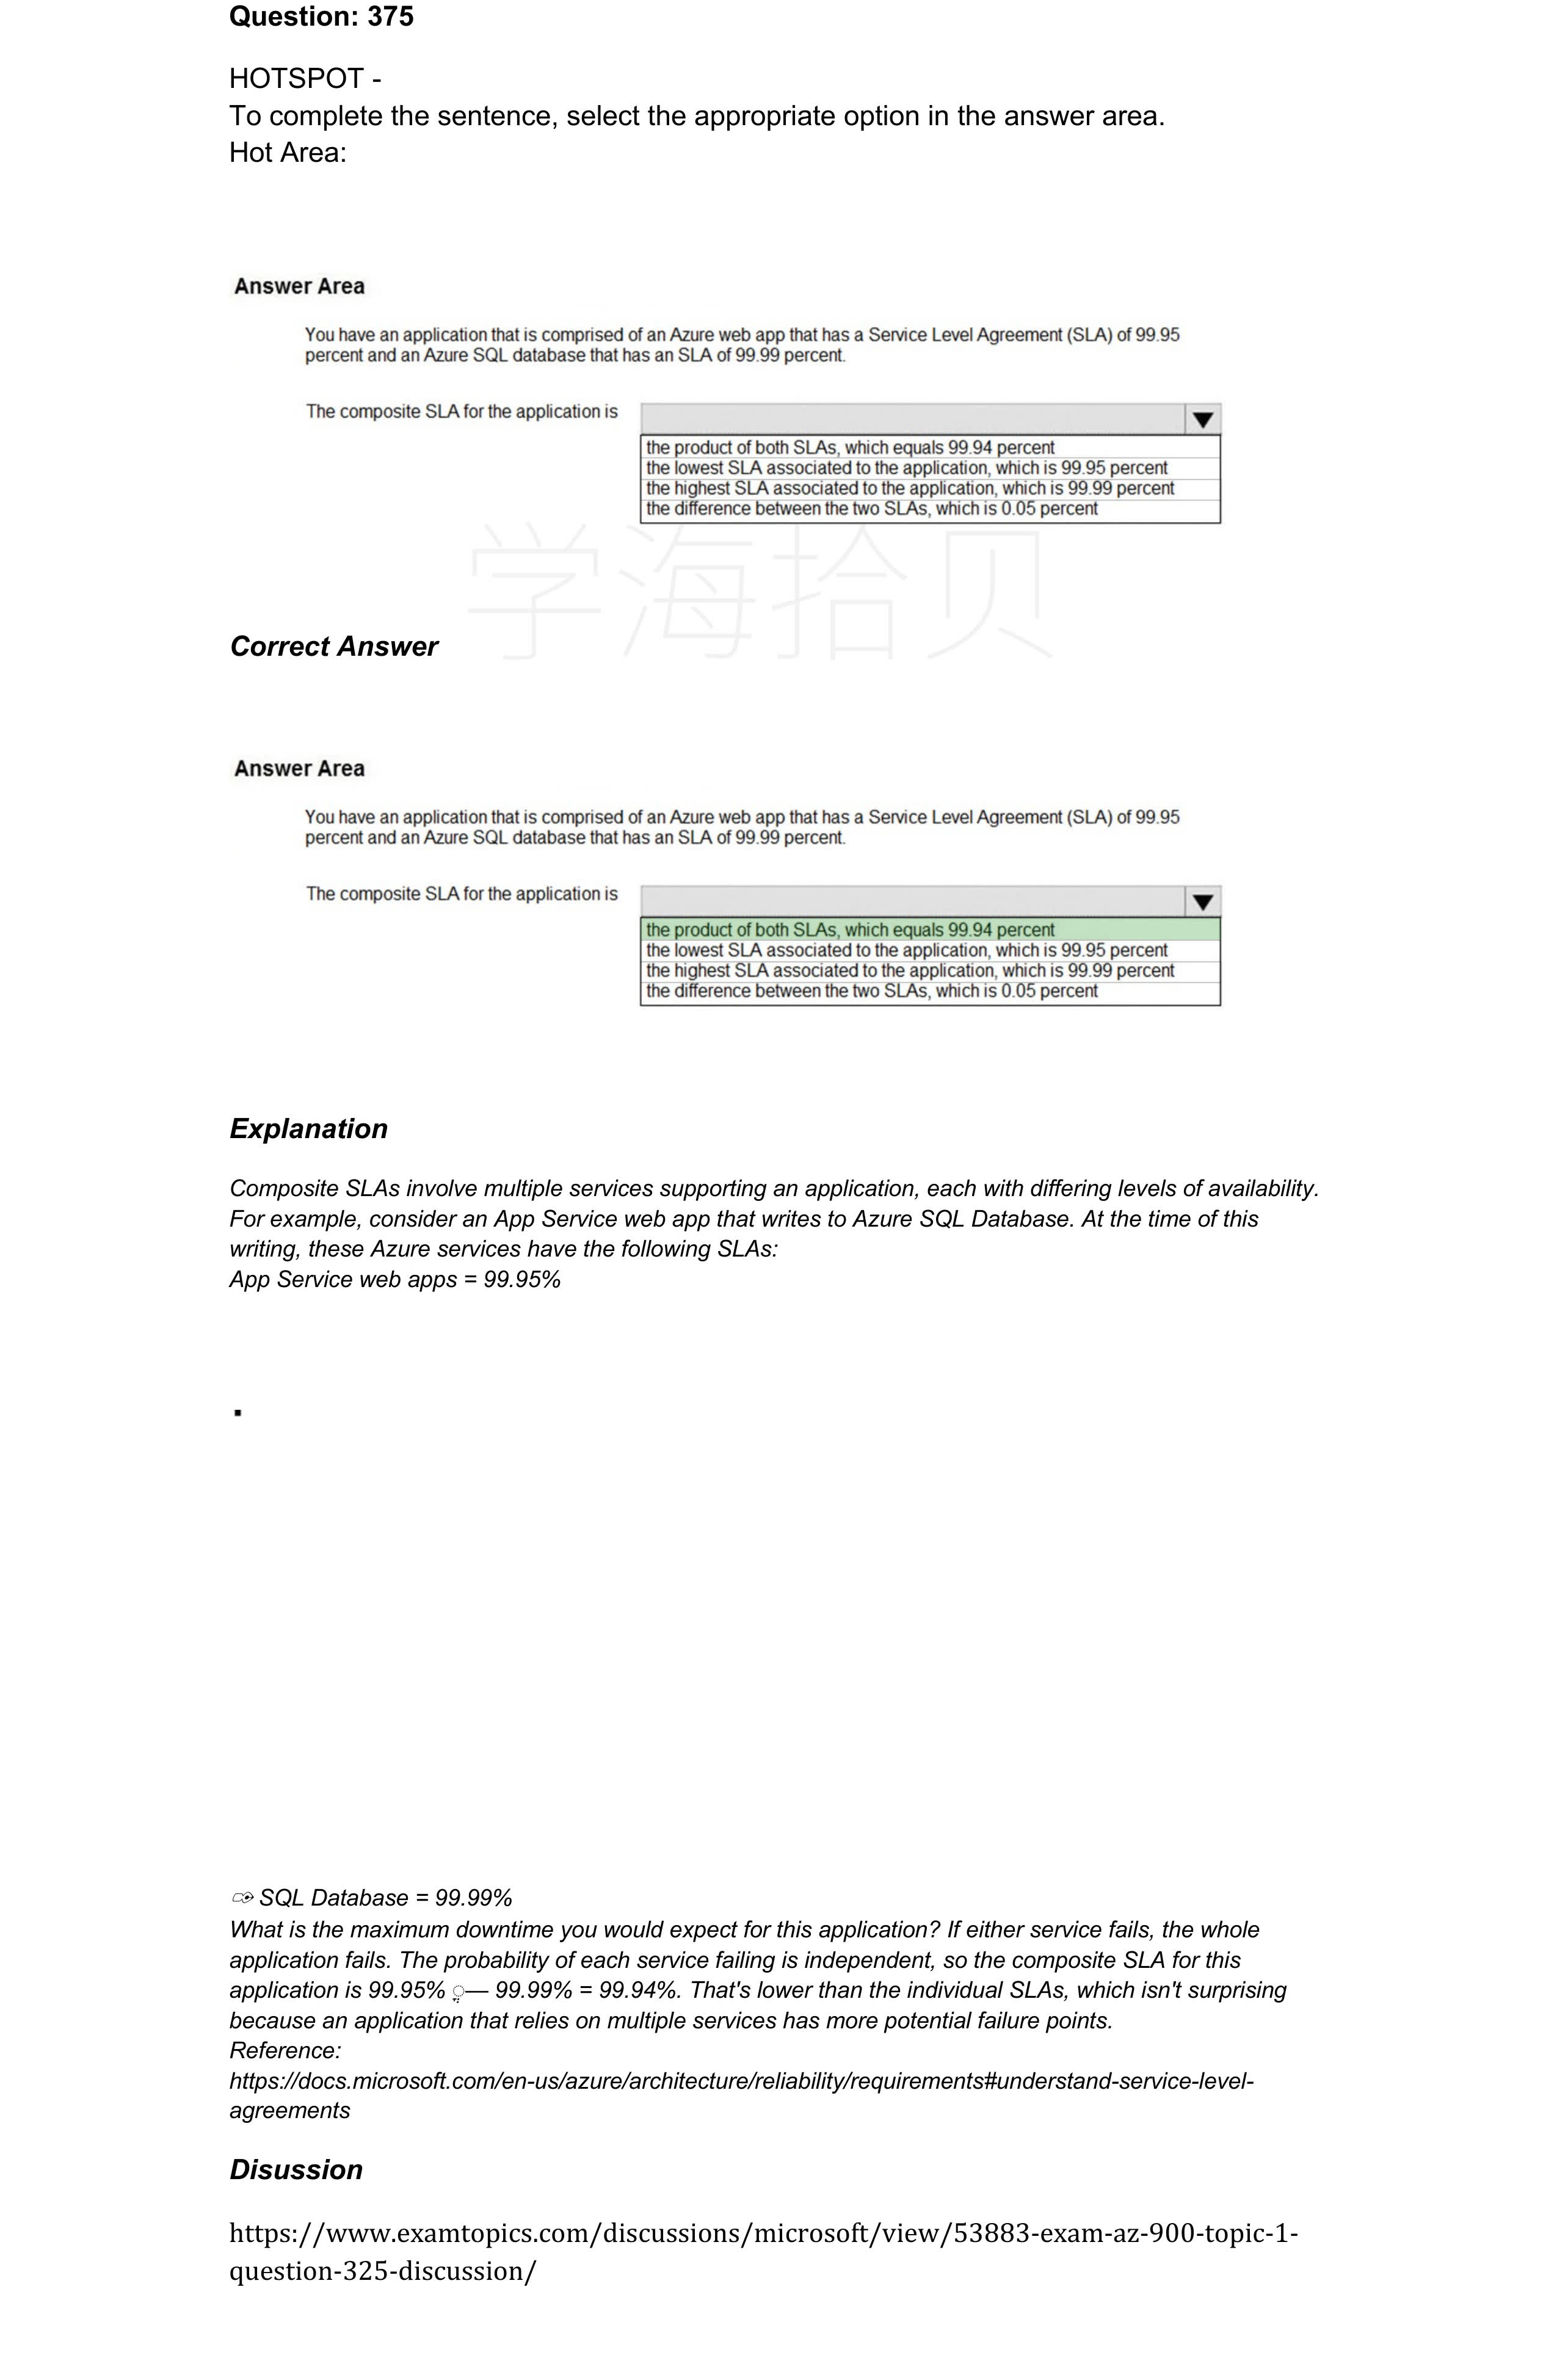 Question: 375
HOTSPOT -
To complete the sentence, select the appropriate option in the answer area.
Hot Area:
Answer Area
You have an application that is comprised of an Azure web app that has a Service Level Agreement (SLA) of 99.95
percent and an Azure SQL database that has an SLA of 99.99 percent.
The composite SLA for the application is
the product of both SLAs, which equals 99.94 percent
the lowest SLA associated to the application, which is 99.95 percent
the highest SLA associated to the application, which is 99.99 percent
the difference between the two SLAs, which is 0.05 percent
学海拾贝
Correct Answer
Answer Area
You have an application that is comprised of an Azure web app that has a Service Level Agreement (SLA) of 99.95
percent and an Azure SQL database that has an SLA of 99.99 percent.
The composite SLA for the application is
the product of both SLAs, which equals 99.94 percent
the lowest SLA associated to the application, which is 99.95 percent
the highest SLA associated to the application, which is 99.99 percent
the difference between the two SLAs, which is 0.05 percent
Explanation
Composite SLAs involve multiple services supporting an application, each with differing levels of availability.
For example, consider an App Service web app that writes to Azure SQL Database. At the time of this
writing, these Azure services have the following SLAs:
App Service web apps = 99.95%
SQL Database = 99.99%
What is the maximum downtime you would expect for this application? If either service fails, the whole
application fails. The probability of each service failing is independent, so the composite SLA for this
application is 99.95% — 99.99% = 99.94%. That's lower than the individual SLAs, which isn't surprising
because an application that relies on multiple services has more potential failure points.
Reference:
https://docs.microsoft.com/en-us/azure/architecture/reliability/requirements#understand-service-level-
agreements
Disussion
https://www.examtopics.com/discussions/microsoft/view/53883-exam-az-900-topic-1-
question-325-discussion/